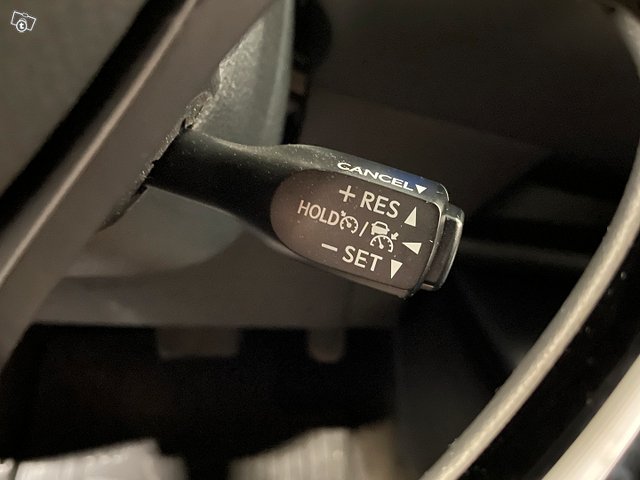 CANCEL▼
+ RES ▲
HOLD / ◀
− SET ▼
t